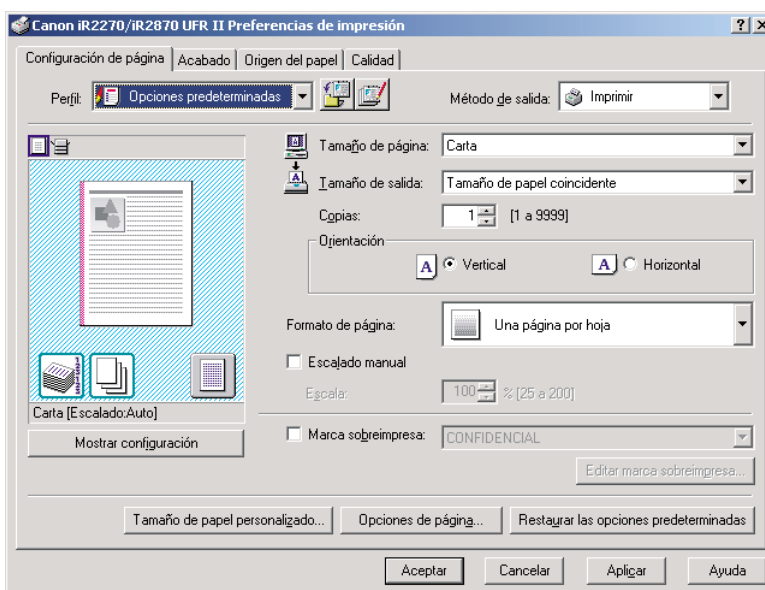 Canon iR2270/iR2870 UFR II Preferencias de impresión
Configuración de página Acabado Origen del papel Calidad
Perfil: Opciones predeterminadas Método de salida: Imprimir
Tamaño de página: Carta
Tamaño de salida: Tamaño de papel coincidente
Copias: 1 [1 a 9999]
Orientación
A Vertical A Horizontal
Formato de página: Una página por hoja
Escalado manual
Escala: 100 % [25 a 200]
Carta [Escalado:Auto]
Mostrar configuración
Marca sobreimpresa: CONFIDENCIAL
Editar marca sobreimpresa...
Tamaño de papel personalizado... Opciones de página... Restaurar las opciones predeterminadas
Aceptar Cancelar Aplicar Ayuda